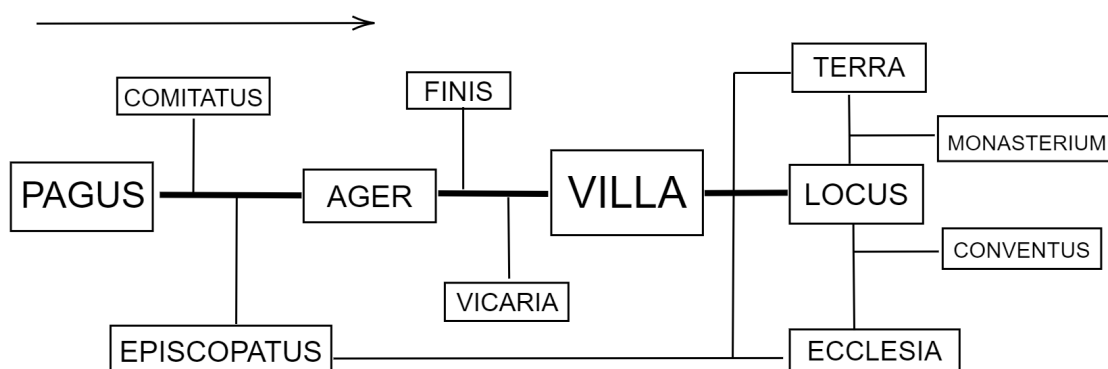 TERRA
COMITATUS
FINIS
MONASTERIUM
PAGUS
AGER
VILLA
LOCUS
CONVENTUS
VICARIA
EPISCOPATUS
ECCLESIA